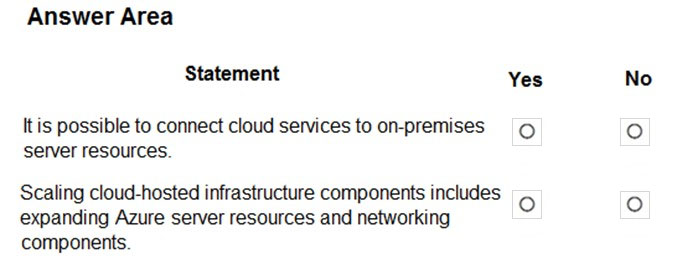 Answer Area
Statement
Yes
No
It is possible to connect cloud services to on-premises
server resources.
Scaling cloud-hosted infrastructure components includes
expanding Azure server resources and networking
components.